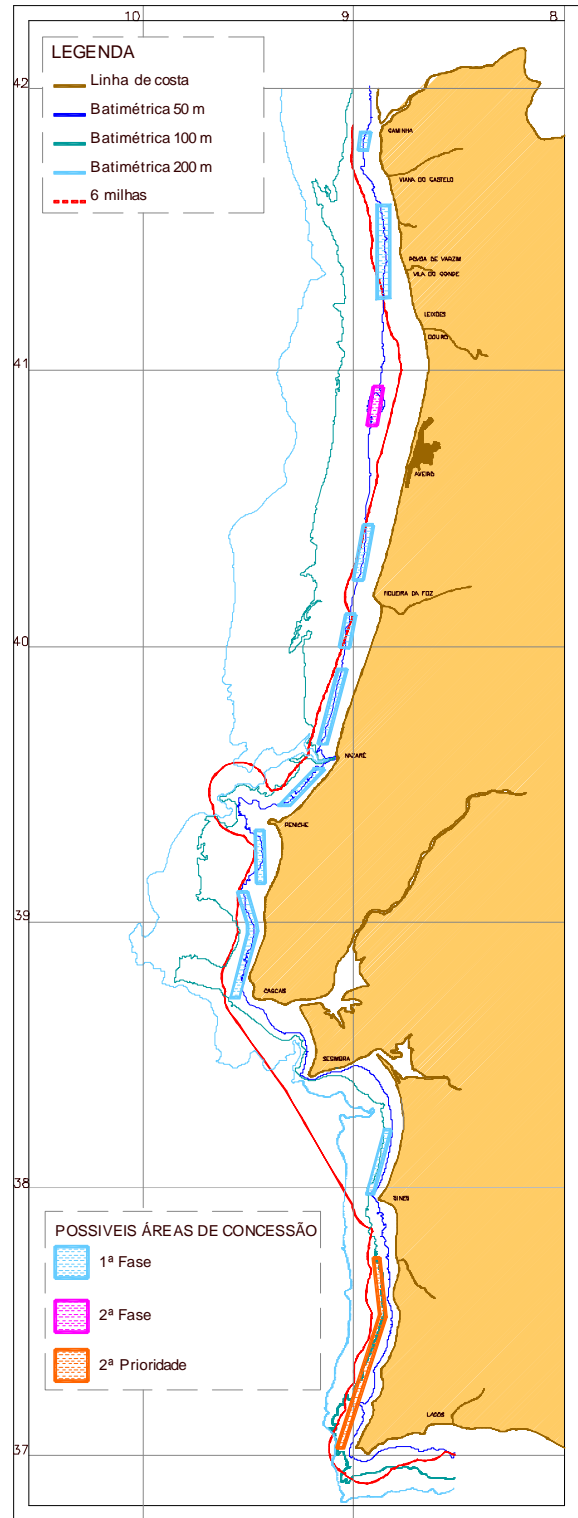 10 9 8
LEGENDA
Linha de costa
Batimétrica 50 m
Batimétrica 100 m
Batimétrica 200 m
6 milhas
42
CAMINHA
VIANA DO CASTELO
PÓVOA DE VARZIM
VILA DO CONDE
LEIXÕES
DOURO
41
AVEIRO
FIGUEIRA DA FOZ
40
NAZARÉ
PENICHE
39
CASCAIS
SESIMBRA
38
SINES
POSSIVEIS ÁREAS DE CONCESSÃO
1ª Fase
2ª Fase
2ª Prioridade
LAGOS
37